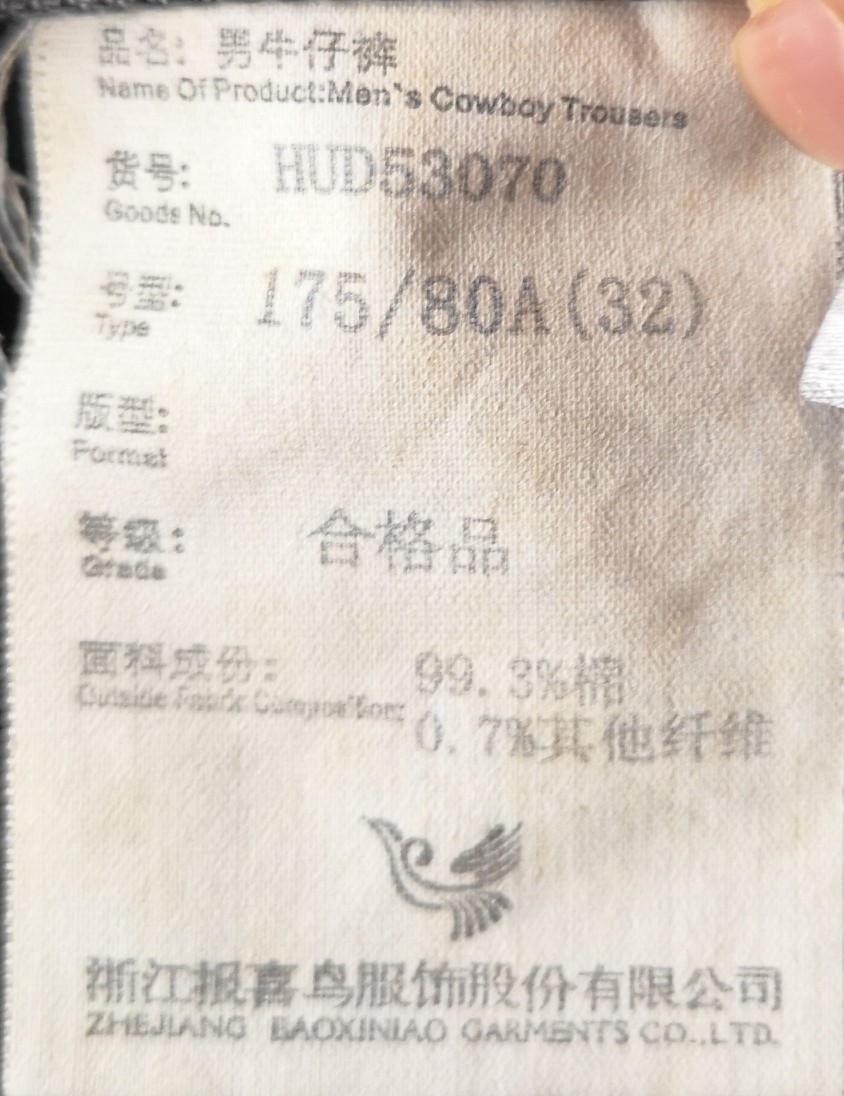 品名: 男牛仔裤
Name Of Product:Men`s Cowboy Trousers
货号: HUD53070
Goods No.
号型: 175/80A(32)
Type
版型:
Format
等级: 合格品
Grade
面料成份: 99.3%棉
Outside Fabric Composition:
0.7%其他纤维
浙江报喜鸟服饰股份有限公司
ZHEJIANG BAOXINIAO GARMENTS CO.,LTD.